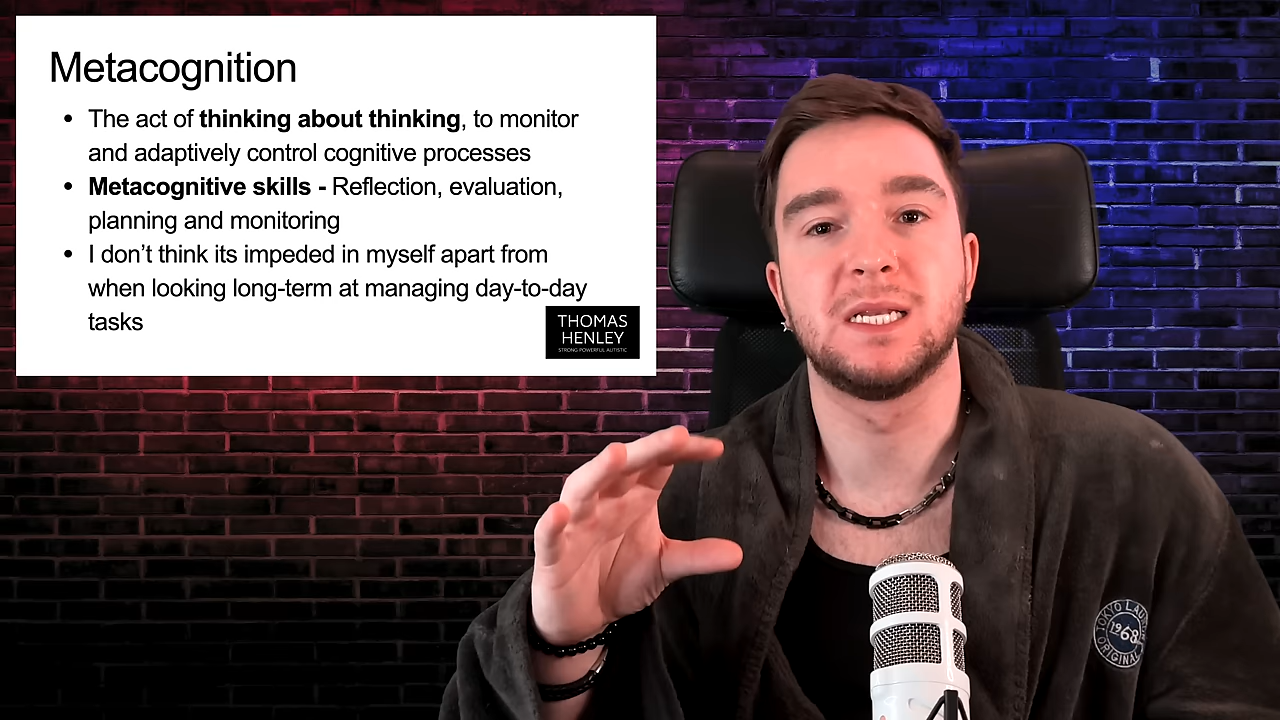 Metacognition
• The act of thinking about thinking, to monitor
and adaptively control cognitive processes
• Metacognitive skills - Reflection, evaluation,
planning and monitoring
• I don’t think its impeded in myself apart from
when looking long-term at managing day-to-day
tasks
THOMAS
HENLEY
STRONG POWERFUL AUTISTIC
TOKYO
1968
ORIGINAL